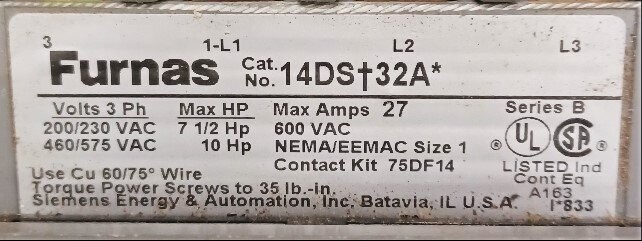 3 1-L1 L2 L3
Furnas Cat. No. 14DS†32A*
Volts 3 Ph Max HP Max Amps 27 Series B
200/230 VAC 7 1/2 Hp 600 VAC
460/575 VAC 10 Hp NEMA/EEMAC Size 1
Contact Kit 75DF14
UL ® SA ®
LISTED Ind
Cont Eq
A163
I*833
Use Cu 60/75° Wire
Torque Power Screws to 35 lb.-in.
Siemens Energy & Automation, Inc. Batavia, IL U.S.A.